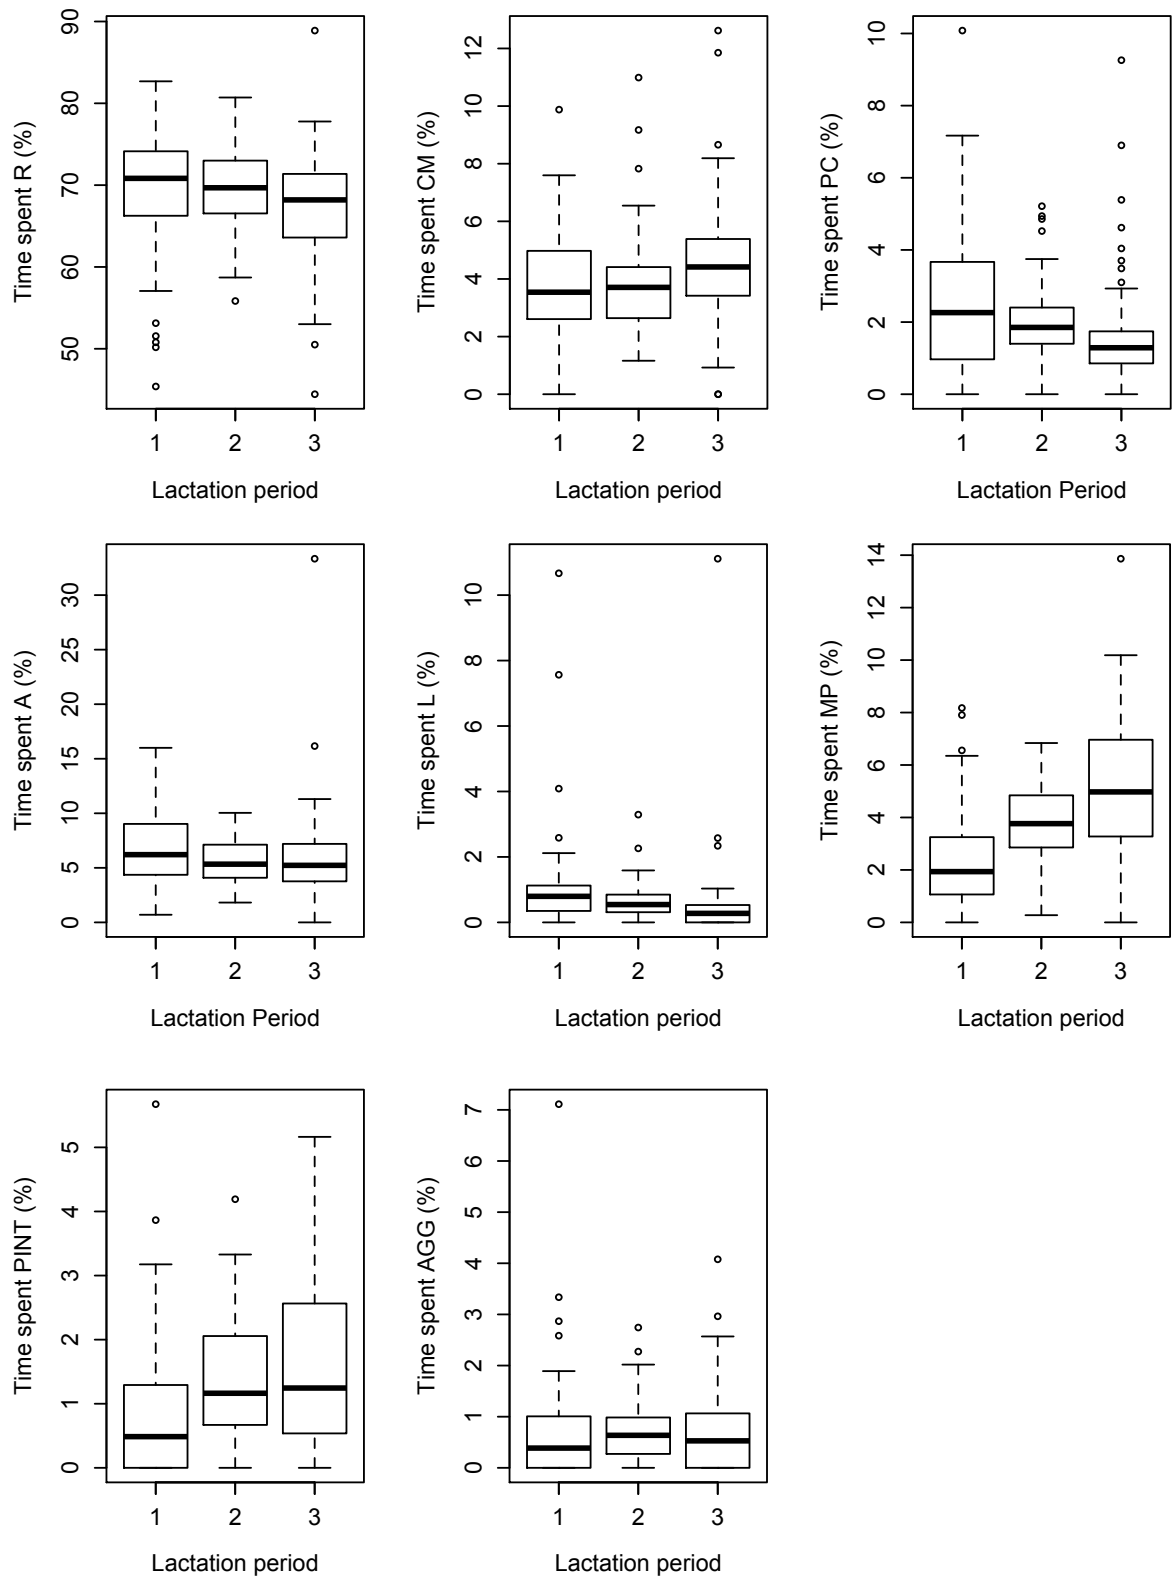 Time spent R (%)
50 60 70 80 90
1 2 3
Lactation period
Time spent CM (%)
0 2 4 6 8 10 12
1 2 3
Lactation period
Time spent PC (%)
0 2 4 6 8 10
1 2 3
Lactation Period
Time spent A (%)
0 5 10 15 20 25 30
1 2 3
Lactation Period
Time spent L (%)
0 2 4 6 8 10
1 2 3
Lactation period
Time spent MP (%)
0 2 4 6 8 10 12 14
1 2 3
Lactation period
Time spent PINT (%)
0 1 2 3 4 5
1 2 3
Lactation period
Time spent AGG (%)
0 1 2 3 4 5 6 7
1 2 3
Lactation period